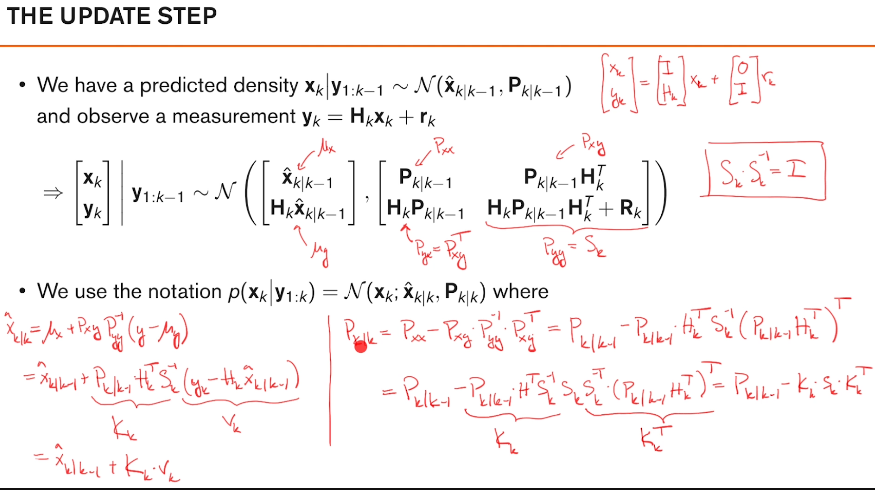 THE UPDATE STEP
• We have a predicted density x_k|y_{1:k−1} ∼ 𝒩(x̂_{k|k−1}, P_{k|k−1})
and observe a measurement y_k = H_k x_k + r_k
[x_k; y_k] = [I; H_k] x_k + [0; I] r_k
μ_x P_xx P_xy
⇒ [x_k; y_k] | y_{1:k−1} ∼ 𝒩([x̂_{k|k−1}; H_k x̂_{k|k−1}], [P_{k|k−1} P_{k|k−1}H_k^T; H_k P_{k|k−1} H_k P_{k|k−1}H_k^T + R_k])
S_k · S_k^{-1} = I
μ_y P_yx = P_xy^T P_yy = S_k
• We use the notation p(x_k|y_{1:k}) = 𝒩(x_k; x̂_{k|k}, P_{k|k}) where
x̂_{k|k} = μ_x + P_xy P_yy^{-1} (y − μ_y)
= x̂_{k|k-1} + P_{k|k-1} · H_k^T S_k^{-1} (y_k − H_k x̂_{k|k-1})
K_k V_k
= x̂_{k|k-1} + K_k · V_k
P_{k|k} = P_xx − P_xy · P_yy^{-1} · P_xy^T = P_{k|k-1} − P_{k|k-1} · H_k^T S_k^{-1} (P_{k|k-1} H_k^T)^T
= P_{k|k-1} − P_{k|k-1} · H^T S_k^{-1} S_k S_k^{-T} · (P_{k|k-1} H_k^T)^T = P_{k|k-1} − K_k · S_k · K_k^T
K_k K_k^T